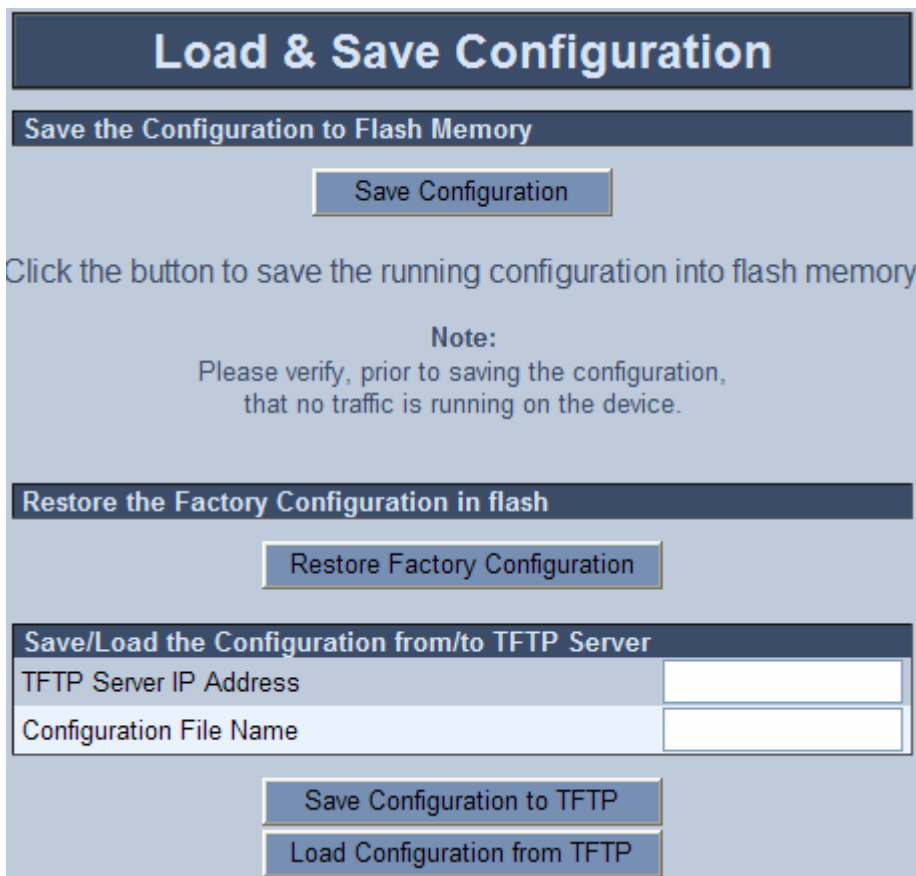 Load & Save Configuration
Save the Configuration to Flash Memory
Save Configuration
Click the button to save the running configuration into flash memory
Note:
Please verify, prior to saving the configuration,
that no traffic is running on the device.
Restore the Factory Configuration in flash
Restore Factory Configuration
Save/Load the Configuration from/to TFTP Server
TFTP Server IP Address
Configuration File Name
Save Configuration to TFTP
Load Configuration from TFTP